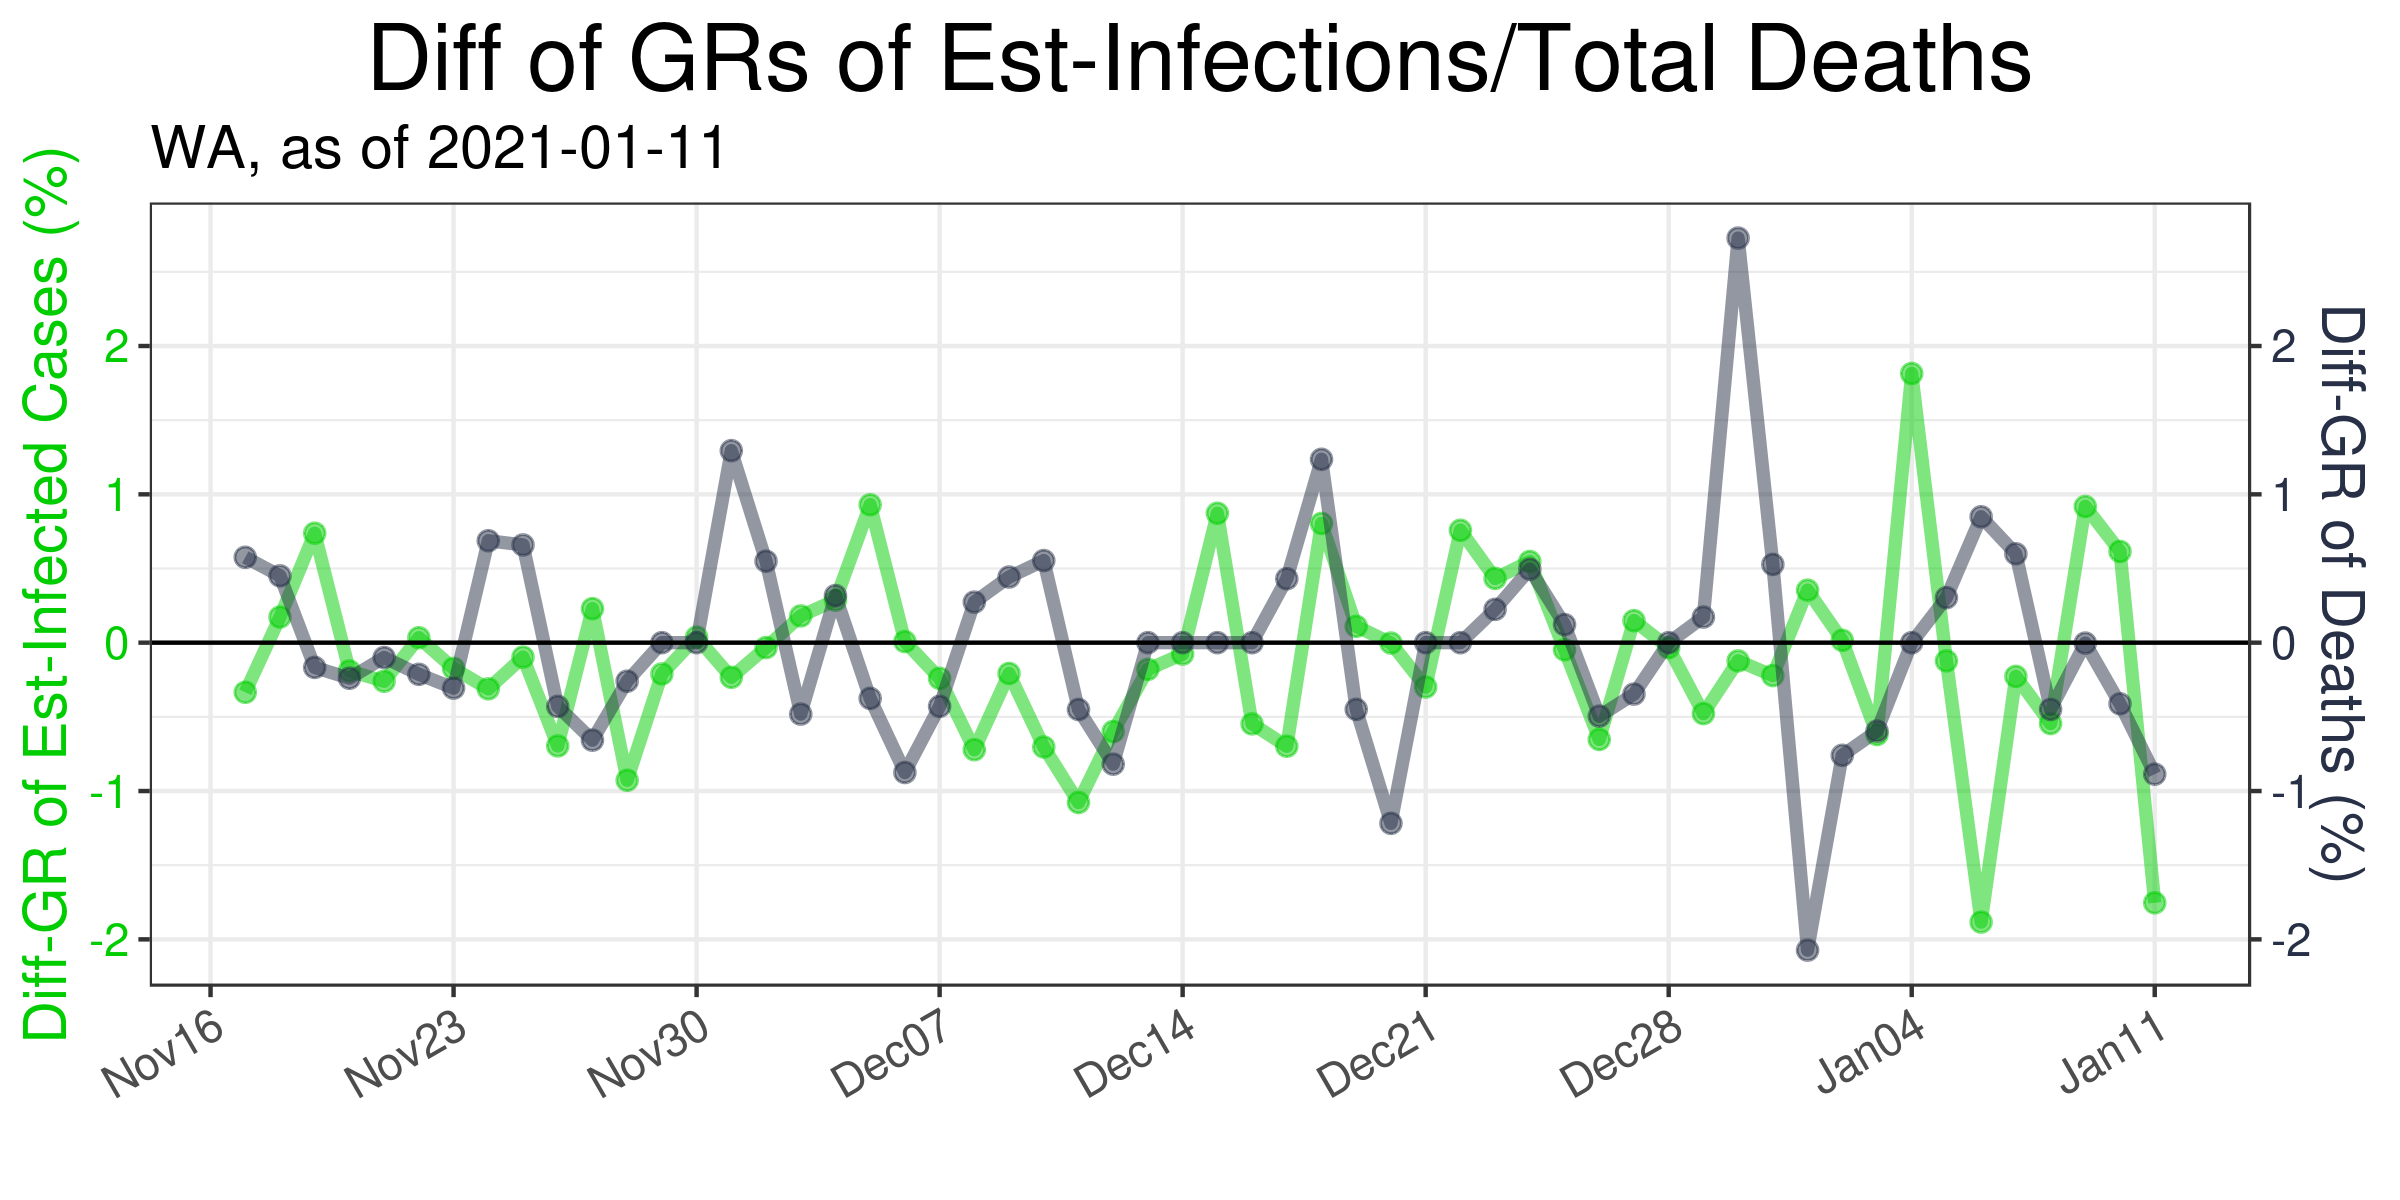 Diff of GRs of Est-Infections/Total Deaths
WA, as of 2021-01-11
Diff-GR of Est-Infected Cases (%)
2
1
0
-1
-2
2
1
0
-1
-2
Diff-GR of Deaths (%)
Nov16
Nov23
Nov30
Dec07
Dec14
Dec21
Dec28
Jan04
Jan11